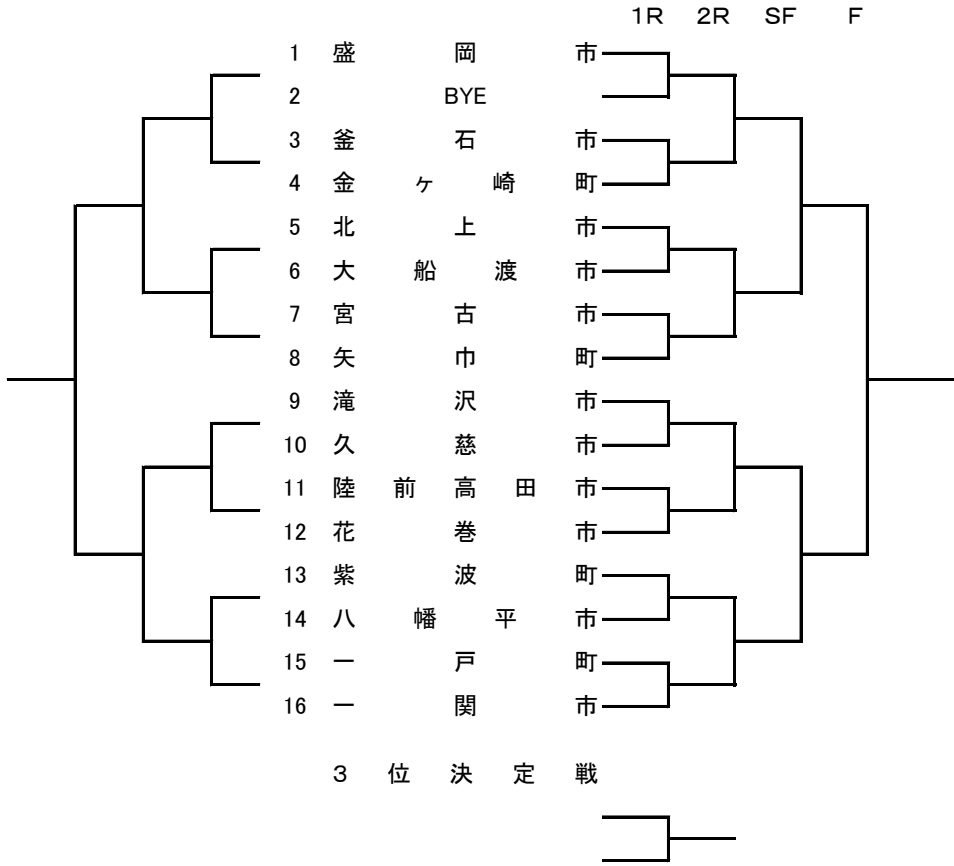 1R 2R SF F
1 盛岡市
2 BYE
3 釜石市
4 金ヶ崎町
5 北上市
6 大船渡市
7 宮古市
8 矢巾町
9 滝沢市
10 久慈市
11 陸前高田市
12 花巻市
13 紫波町
14 八幡平市
15 一戸町
16 一関市
３位決定戦